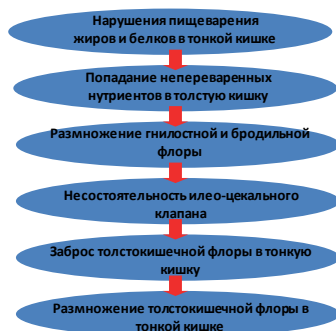 Нарушения пищеварения
жиров и белков в тонкой кишке
Попадание непереваренных
нутриентов в толстую кишку
Размножение гнилостной и бродильной
флоры
Несостоятельность илео-цекального
клапана
Заброс толстокишечной флоры в тонкую
кишку
Размножение толстокишечной флоры в
тонкой кишке